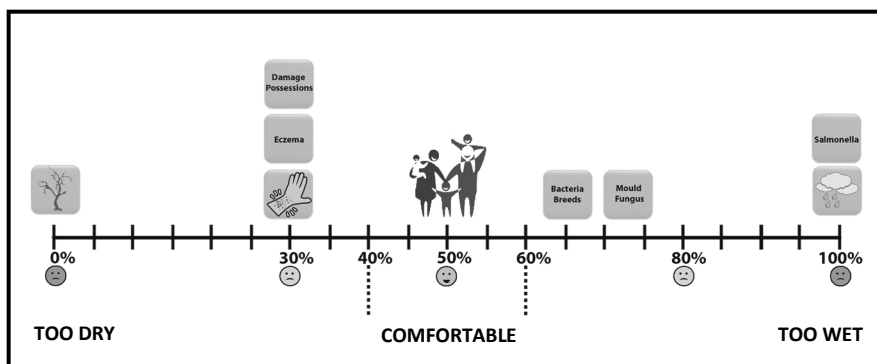 Damage
Possessions
Eczema
Salmonella
Bacteria
Breeds
Mould
Fungus
0% 30% 40% 50% 60% 80% 100%
TOO DRY COMFORTABLE TOO WET